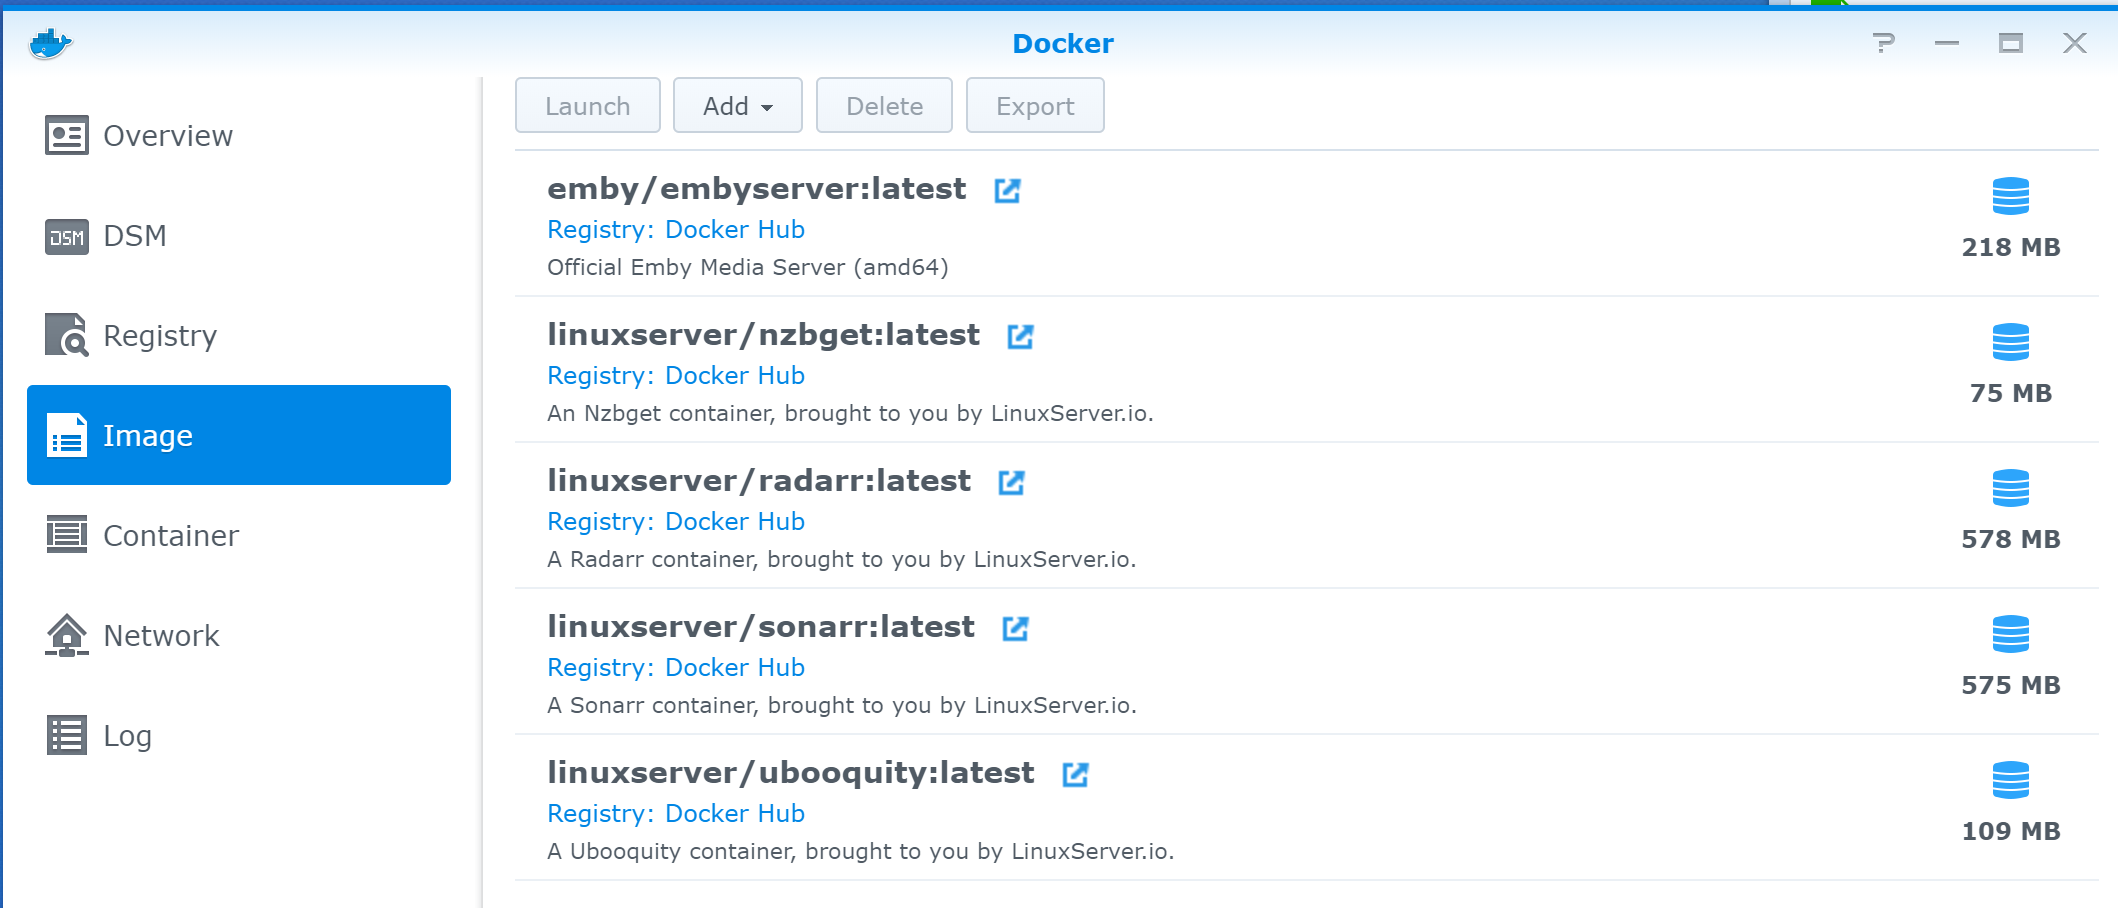 Docker
Overview
DSM
DSM
Registry
Image
Container
Network
Log
Launch
Add
Delete
Export
emby/embyserver:latest
Registry: Docker Hub
Official Emby Media Server (amd64)
218 MB
linuxserver/nzbget:latest
Registry: Docker Hub
An Nzbget container, brought to you by LinuxServer.io.
75 MB
linuxserver/radarr:latest
Registry: Docker Hub
A Radarr container, brought to you by LinuxServer.io.
578 MB
linuxserver/sonarr:latest
Registry: Docker Hub
A Sonarr container, brought to you by LinuxServer.io.
575 MB
linuxserver/ubooquity:latest
Registry: Docker Hub
A Ubooquity container, brought to you by LinuxServer.io.
109 MB